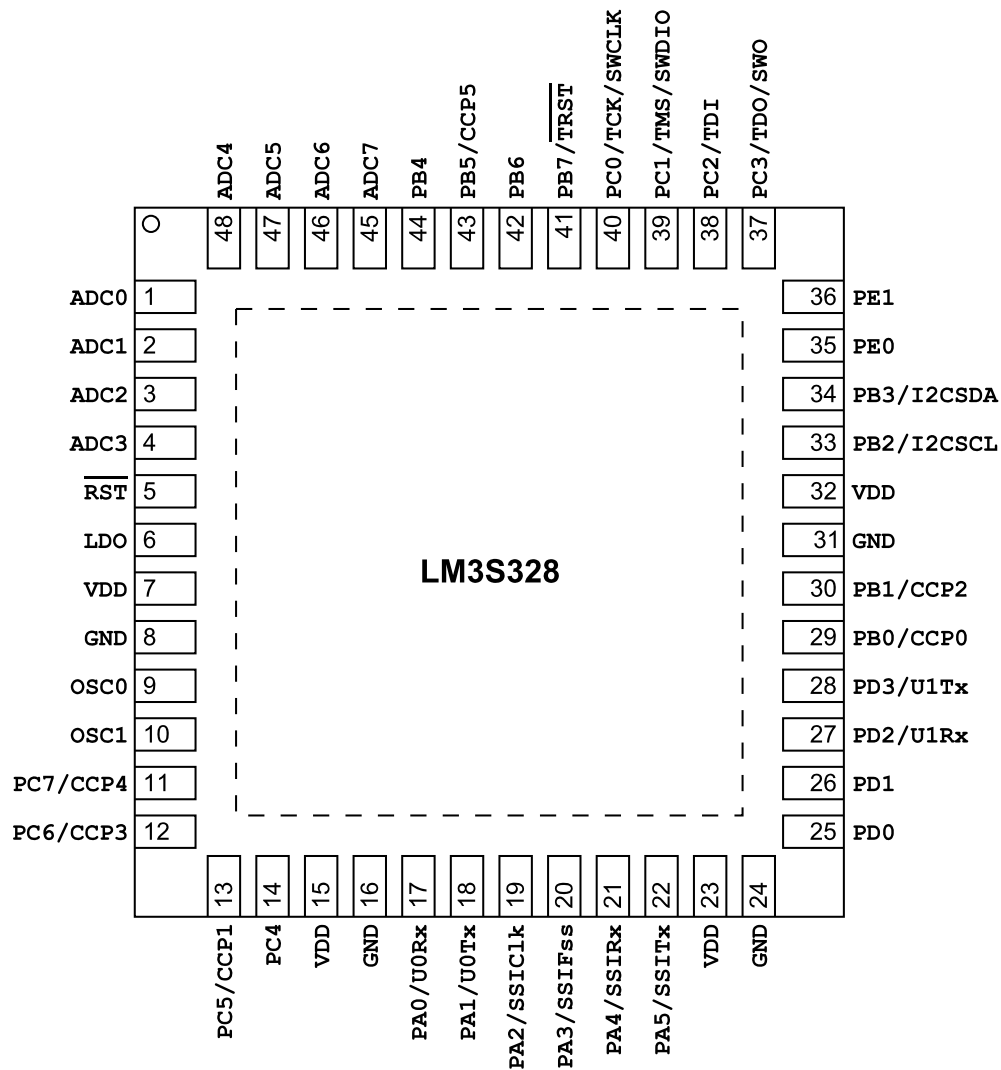 ADC4
ADC5
ADC6
ADC7
PB4
PB5/CCP5
PB6
PB7/TRST
PC0/TCK/SWCLK
PC1/TMS/SWDIO
PC2/TDI
PC3/TDO/SWO
48
47
46
45
44
43
42
41
40
39
38
37
ADC0 1
ADC1 2
ADC2 3
ADC3 4
RST 5
LDO 6
VDD 7
GND 8
OSC0 9
OSC1 10
PC7/CCP4 11
PC6/CCP3 12
LM3S328
36 PE1
35 PE0
34 PB3/I2CSDA
33 PB2/I2CSCL
32 VDD
31 GND
30 PB1/CCP2
29 PB0/CCP0
28 PD3/U1Tx
27 PD2/U1Rx
26 PD1
25 PD0
13
14
15
16
17
18
19
20
21
22
23
24
PC5/CCP1
PC4
VDD
GND
PA0/U0Rx
PA1/U0Tx
PA2/SSIClk
PA3/SSIFss
PA4/SSIRx
PA5/SSITx
VDD
GND